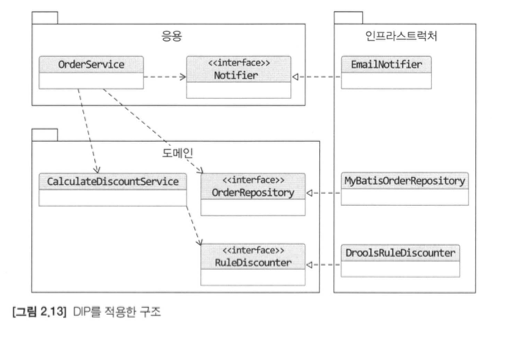 응용
OrderService
<<interface>>
Notifier
인프라스트럭처
EmailNotifier
도메인
CalculateDiscountService
<<interface>>
OrderRepository
MyBatisOrderRepository
<<interface>>
RuleDiscounter
DroolsRuleDiscounter
[그림 2.13] DIP를 적용한 구조